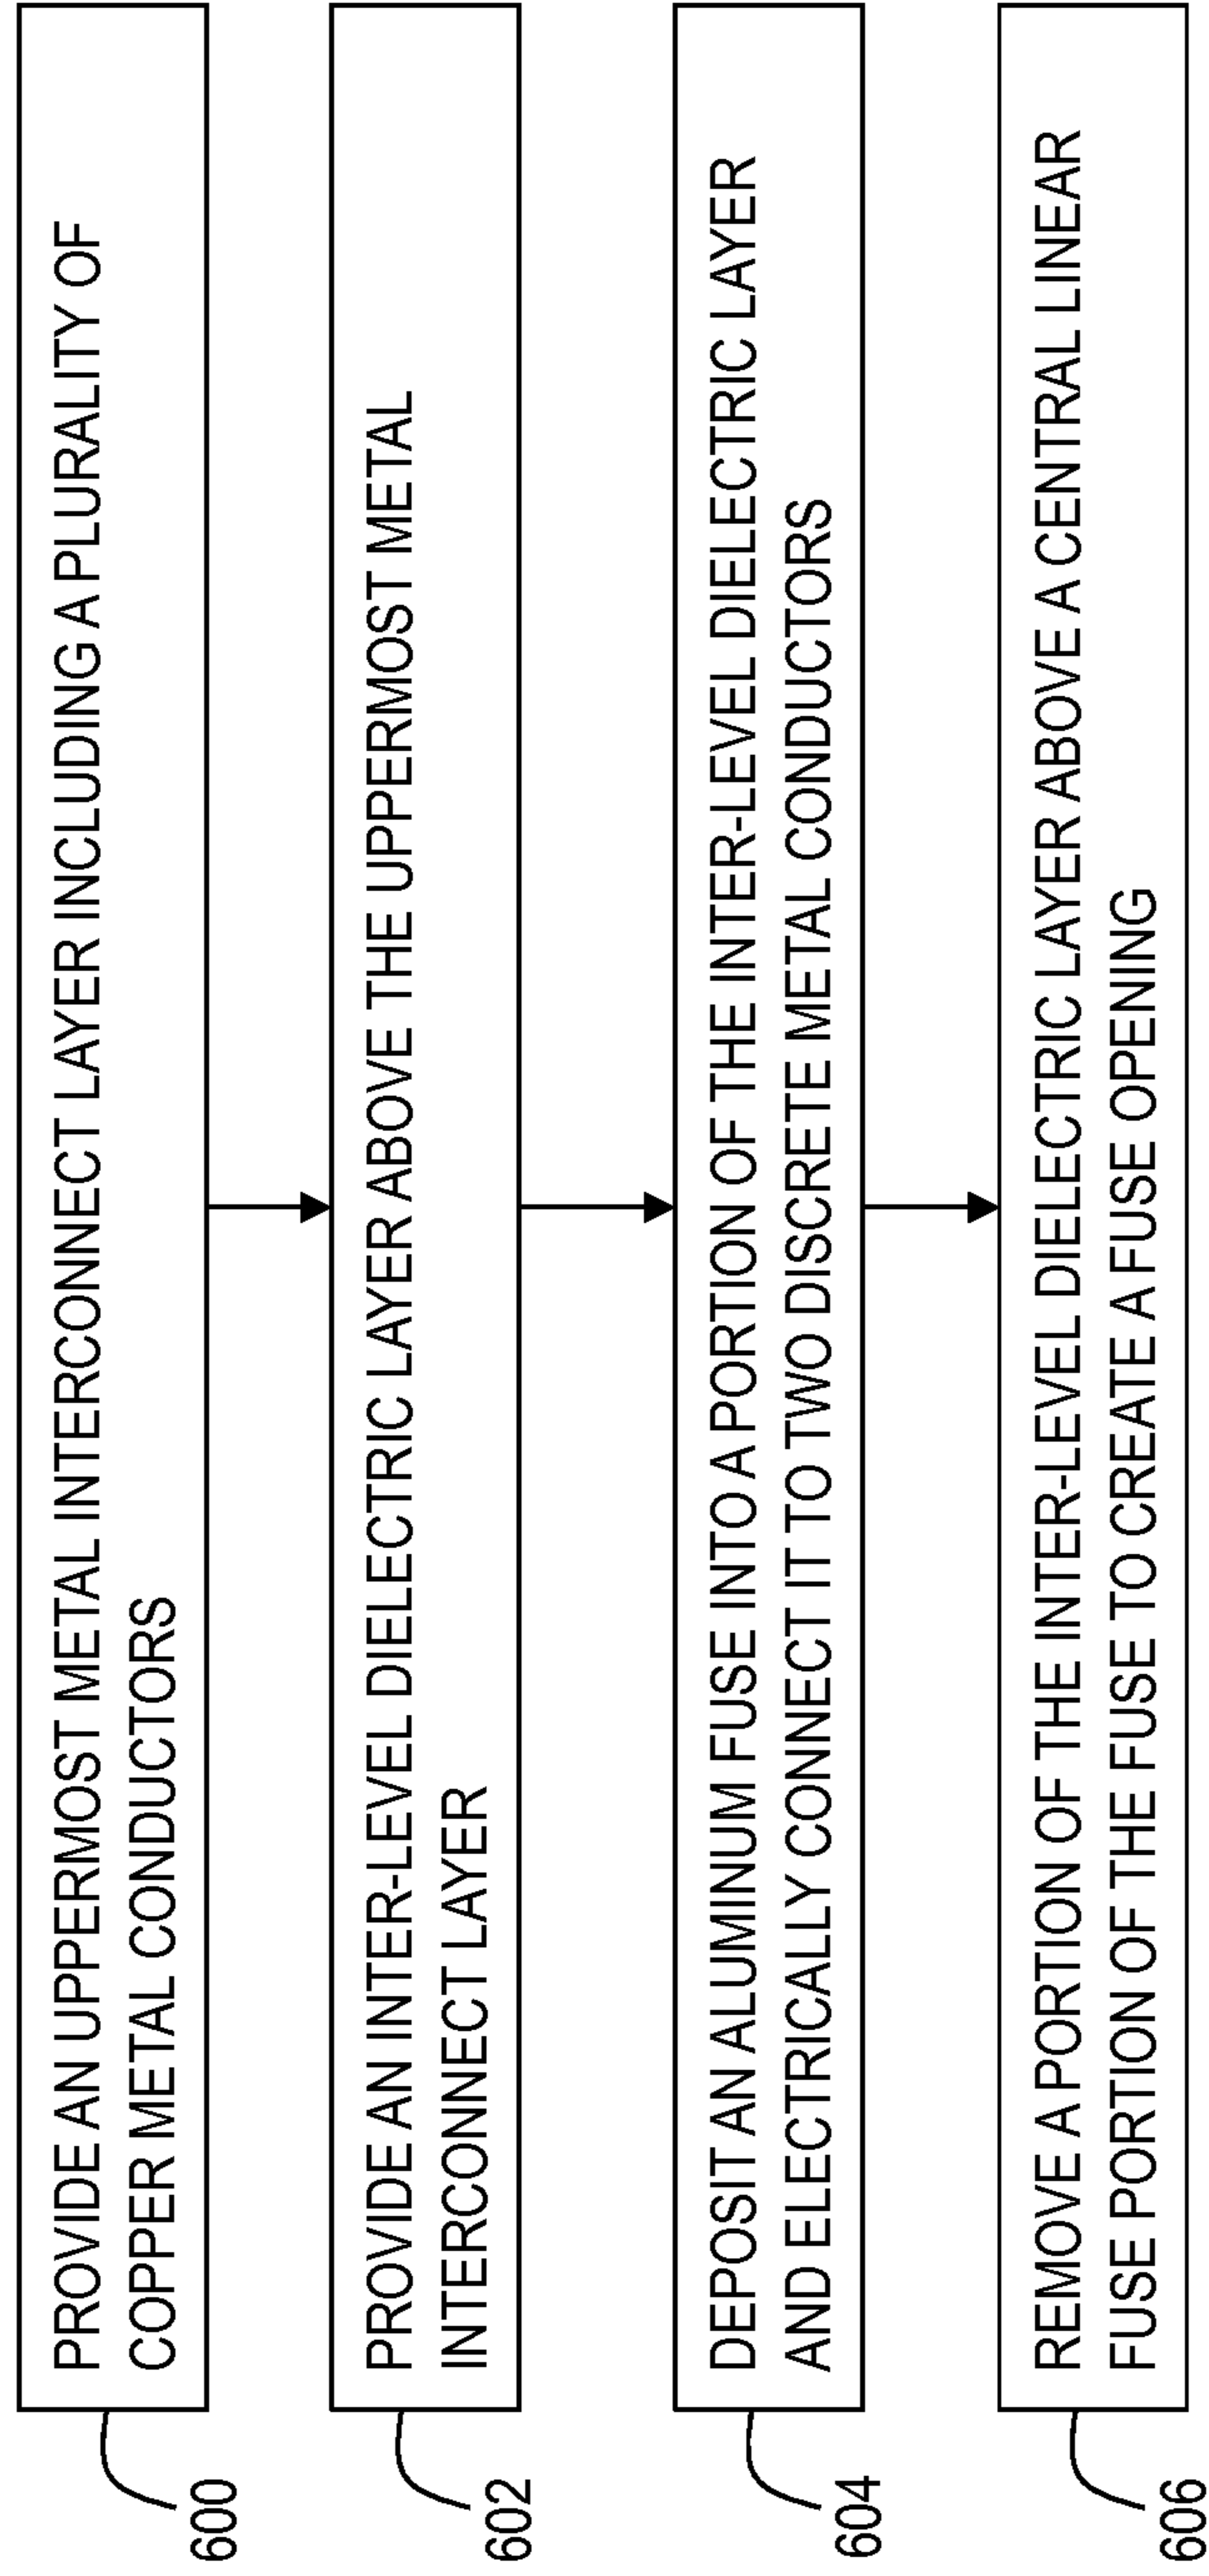 PROVIDE AN UPPERMOST METAL INTERCONNECT LAYER INCLUDING A PLURALITY OF
COPPER METAL CONDUCTORS
600
PROVIDE AN INTER-LEVEL DIELECTRIC LAYER ABOVE THE UPPERMOST METAL
INTERCONNECT LAYER
602
DEPOSIT AN ALUMINUM FUSE INTO A PORTION OF THE INTER-LEVEL DIELECTRIC LAYER
AND ELECTRICALLY CONNECT IT TO TWO DISCRETE METAL CONDUCTORS
604
REMOVE A PORTION OF THE INTER-LEVEL DIELECTRIC LAYER ABOVE A CENTRAL LINEAR
FUSE PORTION OF THE FUSE TO CREATE A FUSE OPENING
606